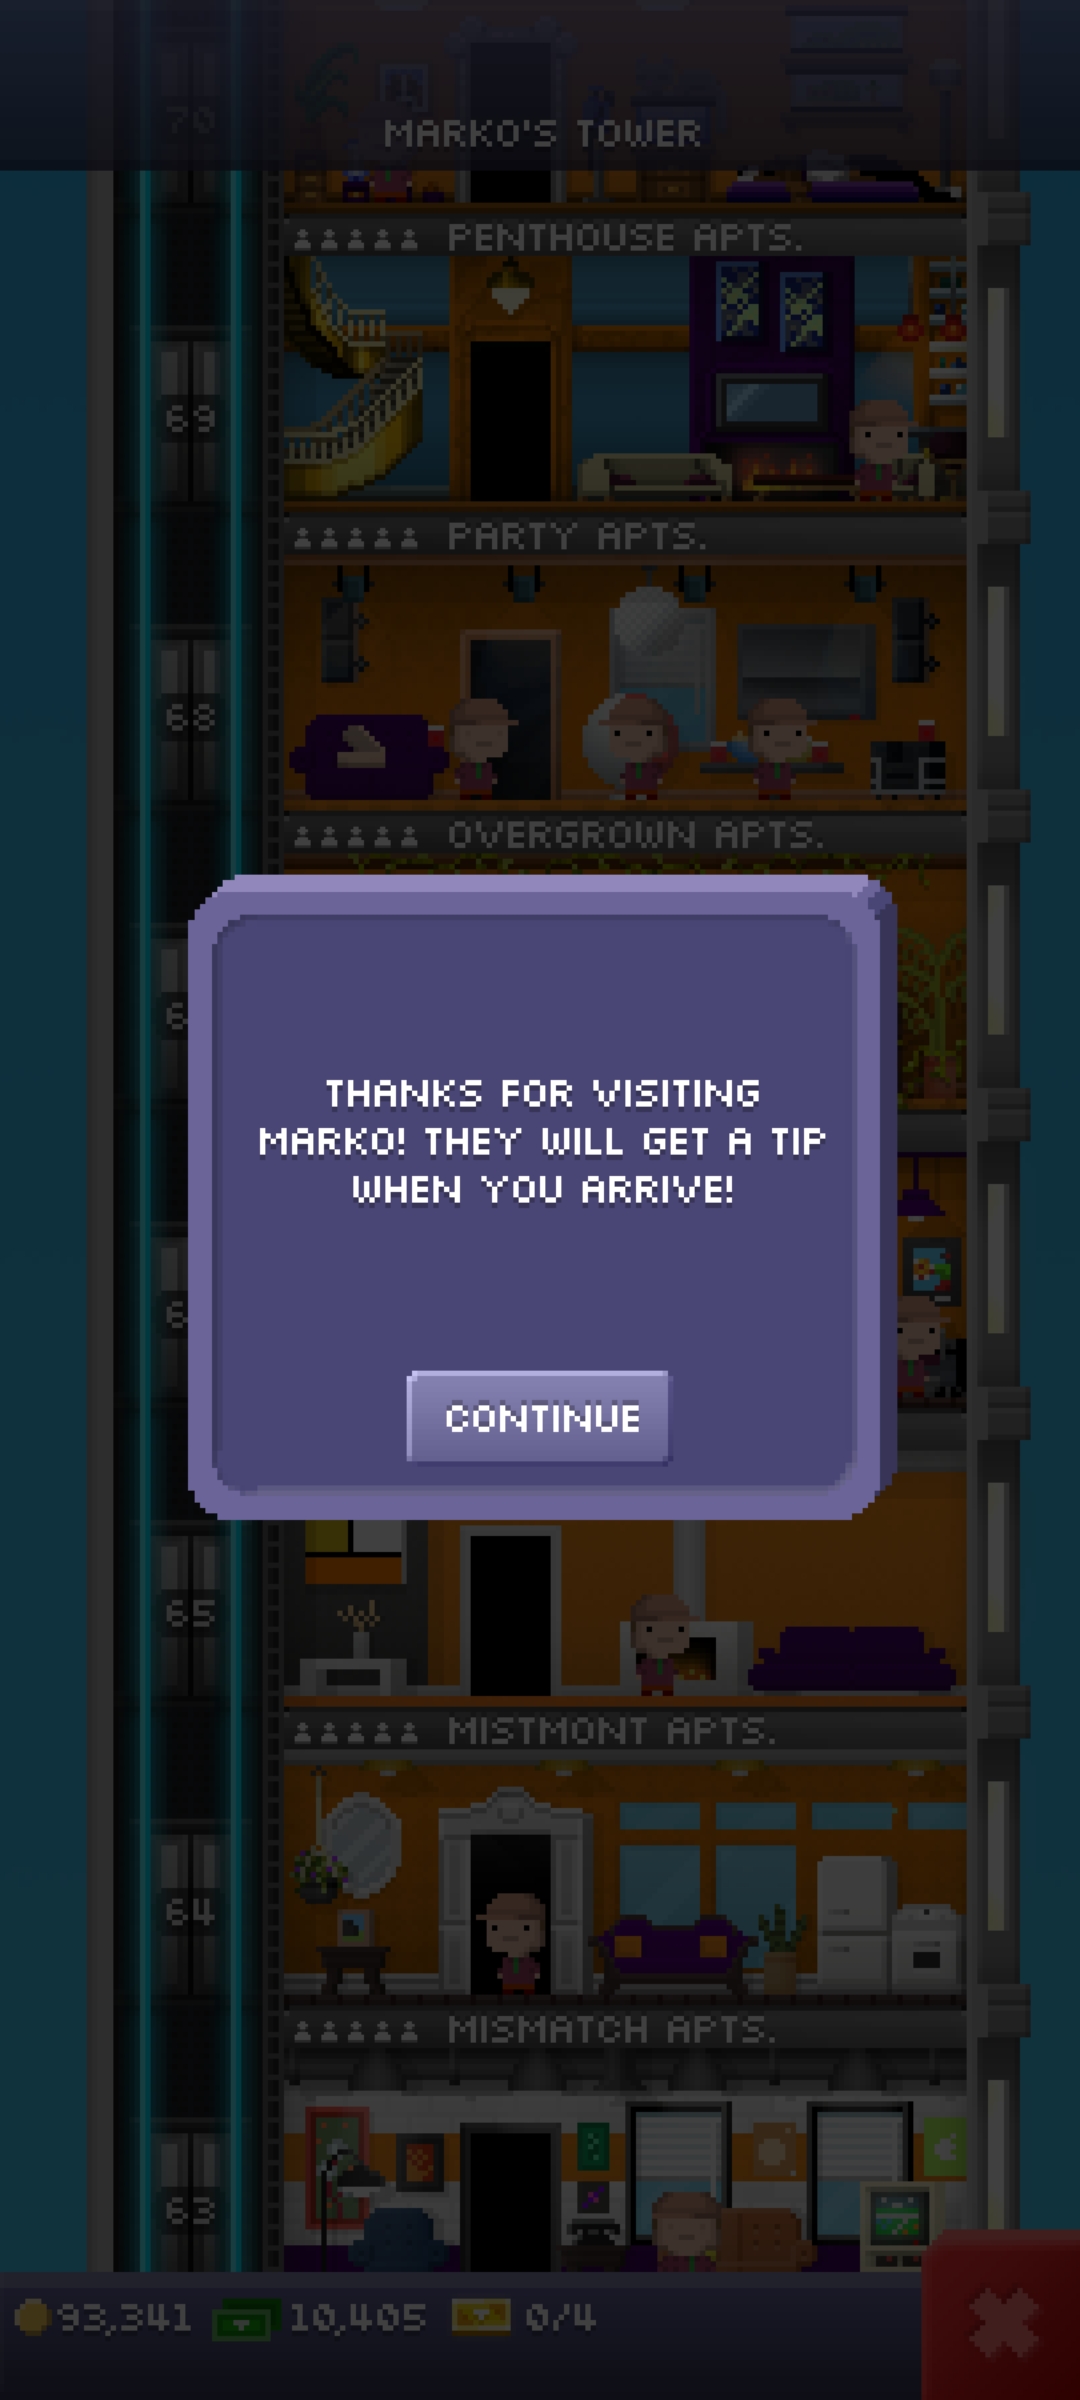 70
MARKO'S TOWER
PENTHOUSE APTS.
69
PARTY APTS.
68
OVERGROWN APTS.
THANKS FOR VISITING
MARKO! THEY WILL GET A TIP
WHEN YOU ARRIVE!
CONTINUE
65
MISTMONT APTS.
64
MISMATCH APTS.
63
93,341 10,405 0/4